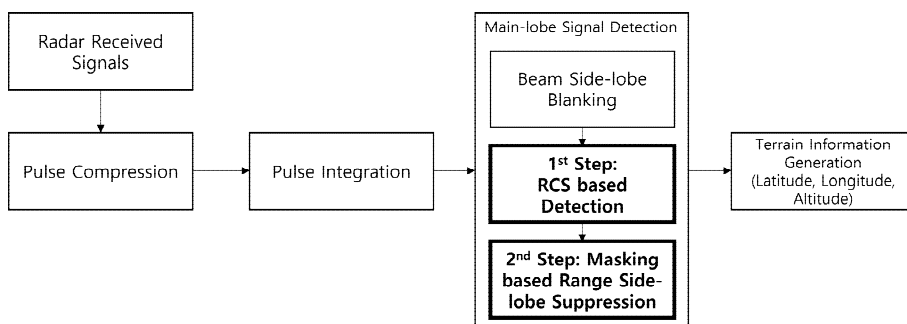 Radar Received
Signals
Pulse Compression
Pulse Integration
Main-lobe Signal Detection
Beam Side-lobe
Blanking
1st Step:
RCS based
Detection
2nd Step: Masking
based Range Side-
lobe Suppression
Terrain Information
Generation
(Latitude, Longitude,
Altitude)